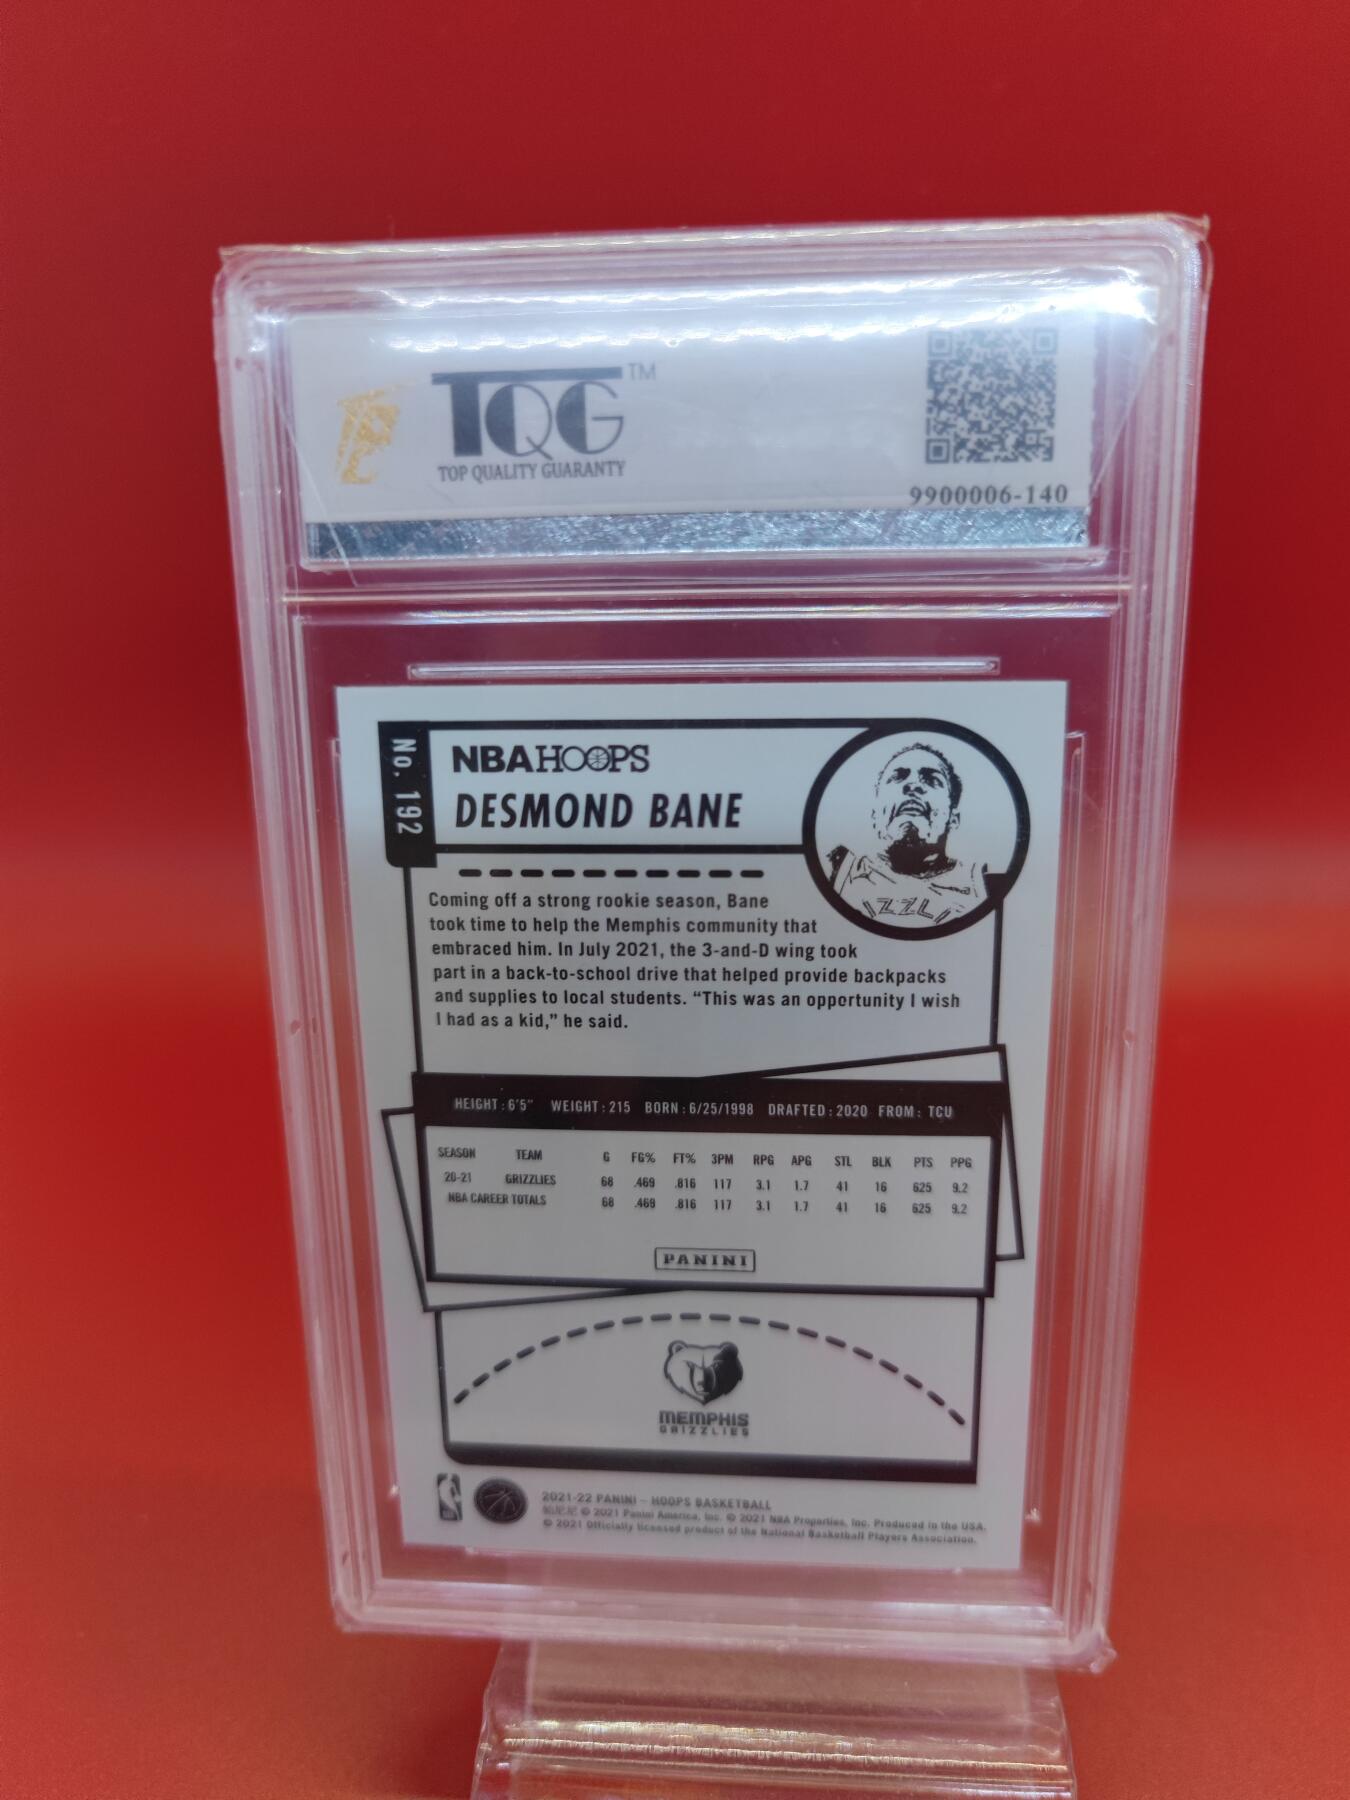 TQG™
TOP QUALITY GUARANTY
9900006-140
No. 192
NBA HOOPS
DESMOND BANE
IZZLI
Coming off a strong rookie season, Bane
took time to help the Memphis community that
embraced him. In July 2021, the 3-and-D wing took
part in a back-to-school drive that helped provide backpacks
and supplies to local students. “This was an opportunity I wish
I had as a kid,” he said.
HEIGHT: 6'5" WEIGHT: 215 BORN: 6/25/1998 DRAFTED: 2020 FROM: TCU
SEASON TEAM G FG% FT% 3PM RPG APG STL BLK PTS PPG
20-21 GRIZZLIES 68 .469 .816 117 3.1 1.7 41 16 625 9.2
NBA CAREER TOTALS 68 .469 .816 117 3.1 1.7 41 16 625 9.2
PANINI
MEMPHIS
GRIZZLIES
2021-22 PANINI – HOOPS BASKETBALL
帕尼尼 © 2021 Panini America, Inc. © 2021 NBA Properties, Inc. Produced in the USA.
© 2021 Officially licensed product of the National Basketball Players Association.